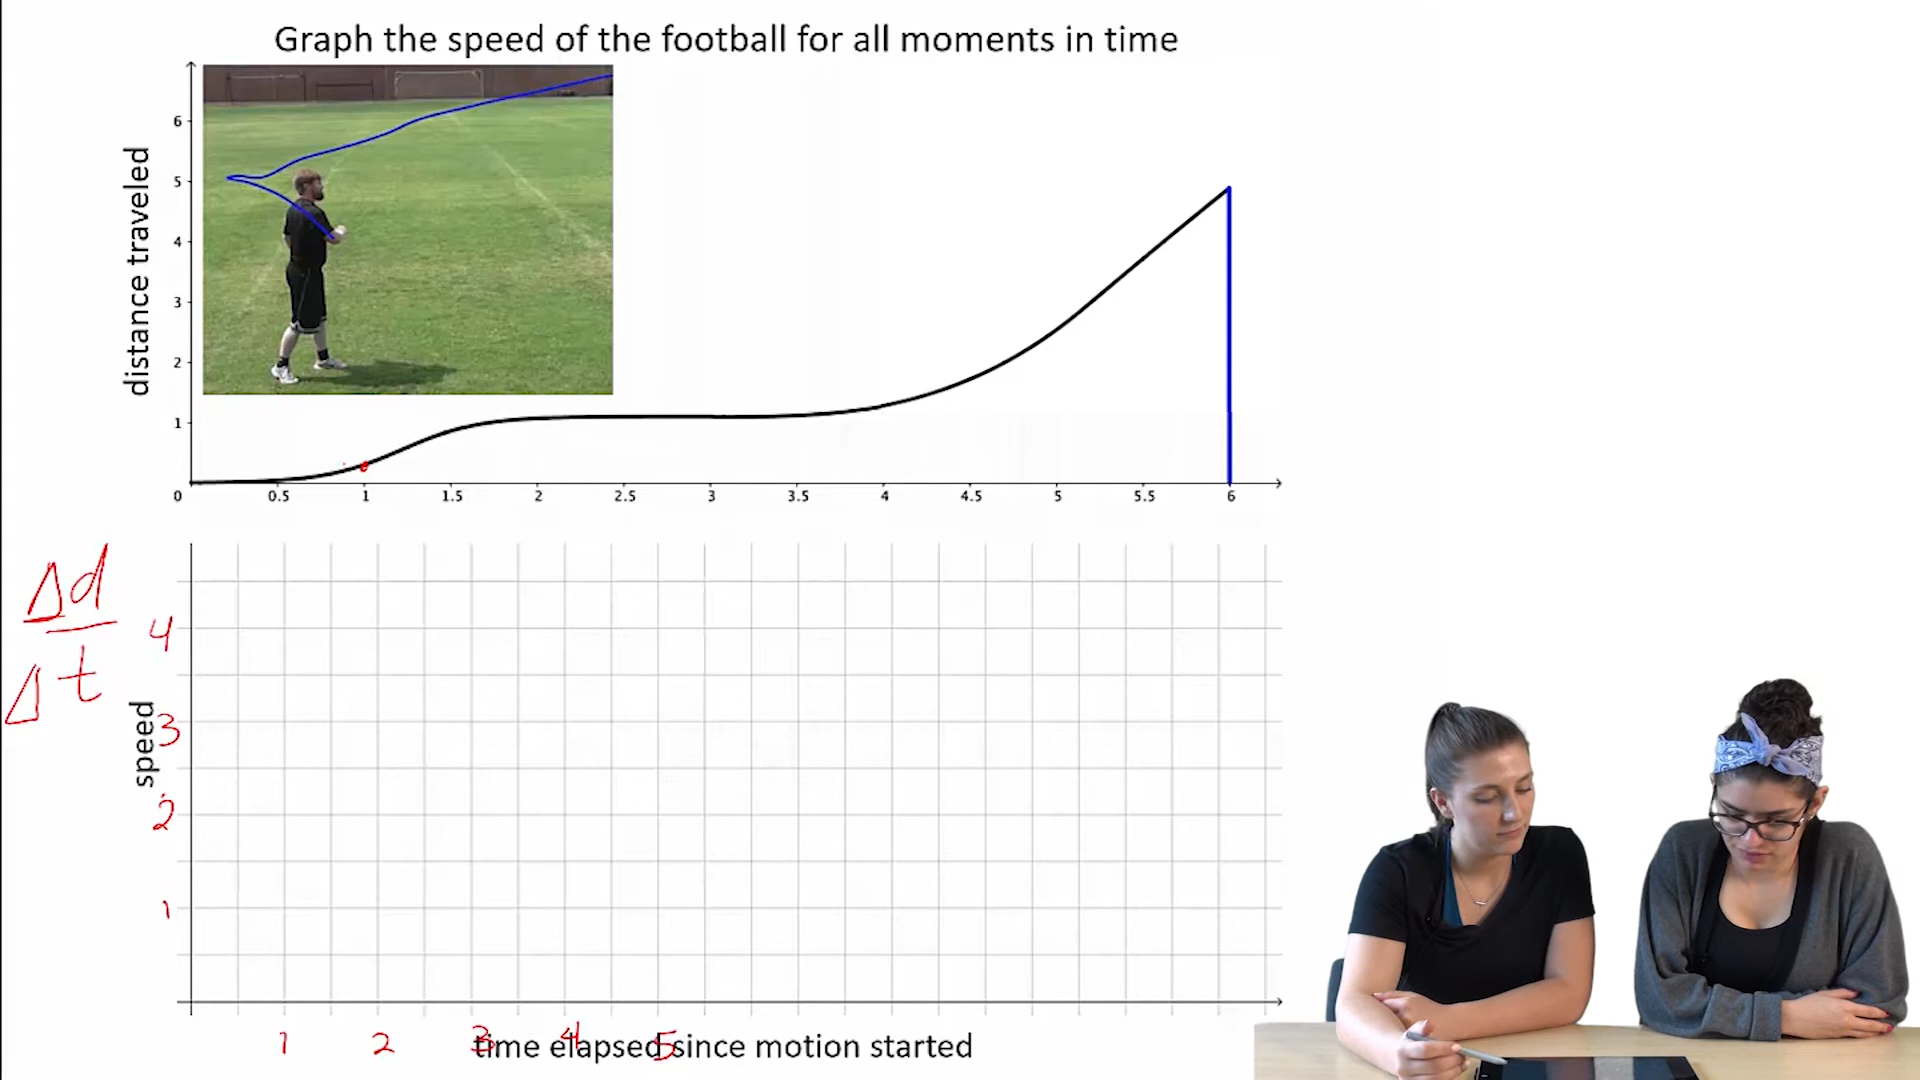 Graph the speed of the football for all moments in time
distance traveled
6
5
4
3
2
1
0 0.5 1 1.5 2 2.5 3 3.5 4 4.5 5 5.5 6
Δd
Δt
speed
4
3
2
1
1 2 3 4 5
time elapsed since motion started